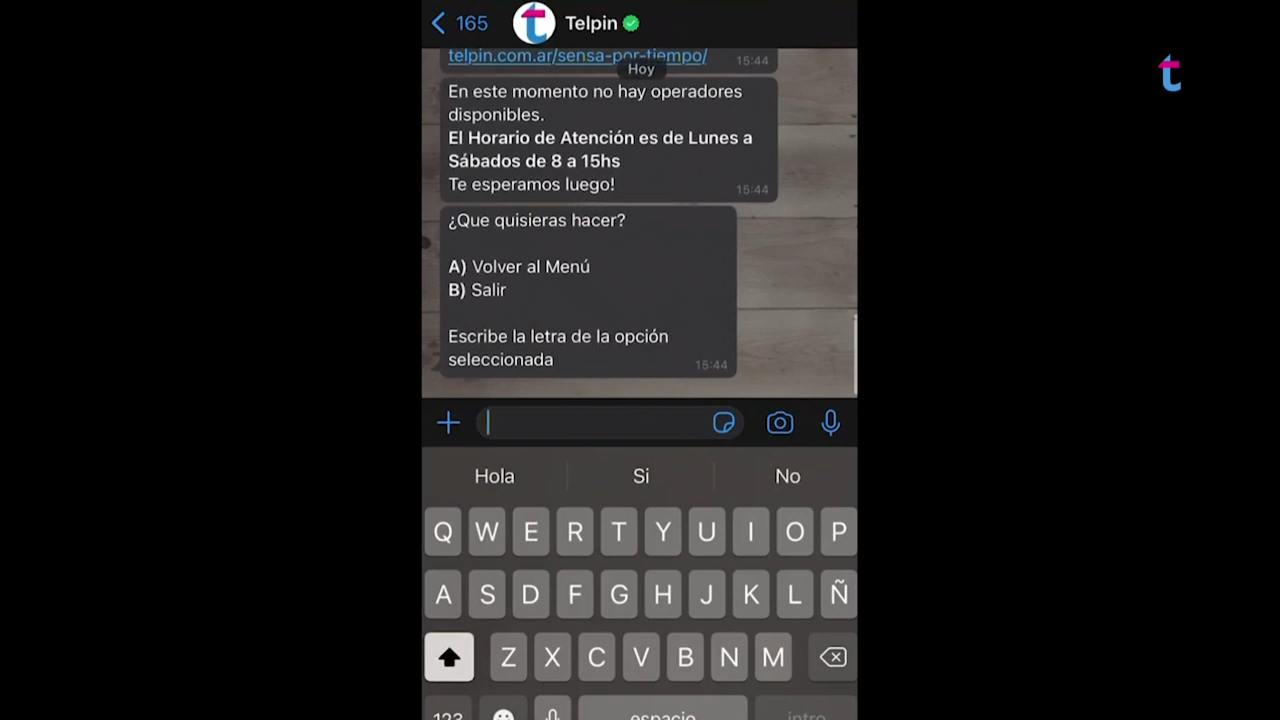 165
Telpin
telpin.com.ar/sensa-por-tiempo/
15:44
Hoy
En este momento no hay operadores
disponibles.
El Horario de Atención es de Lunes a
Sábados de 8 a 15hs
Te esperamos luego!
15:44
¿Que quisieras hacer?
A) Volver al Menú
B) Salir
Escribe la letra de la opción
seleccionada
15:44
Hola Si No
Q W E R T Y U I O P
A S D F G H J K L Ñ
Z X C V B N M
123 espacio intro
t